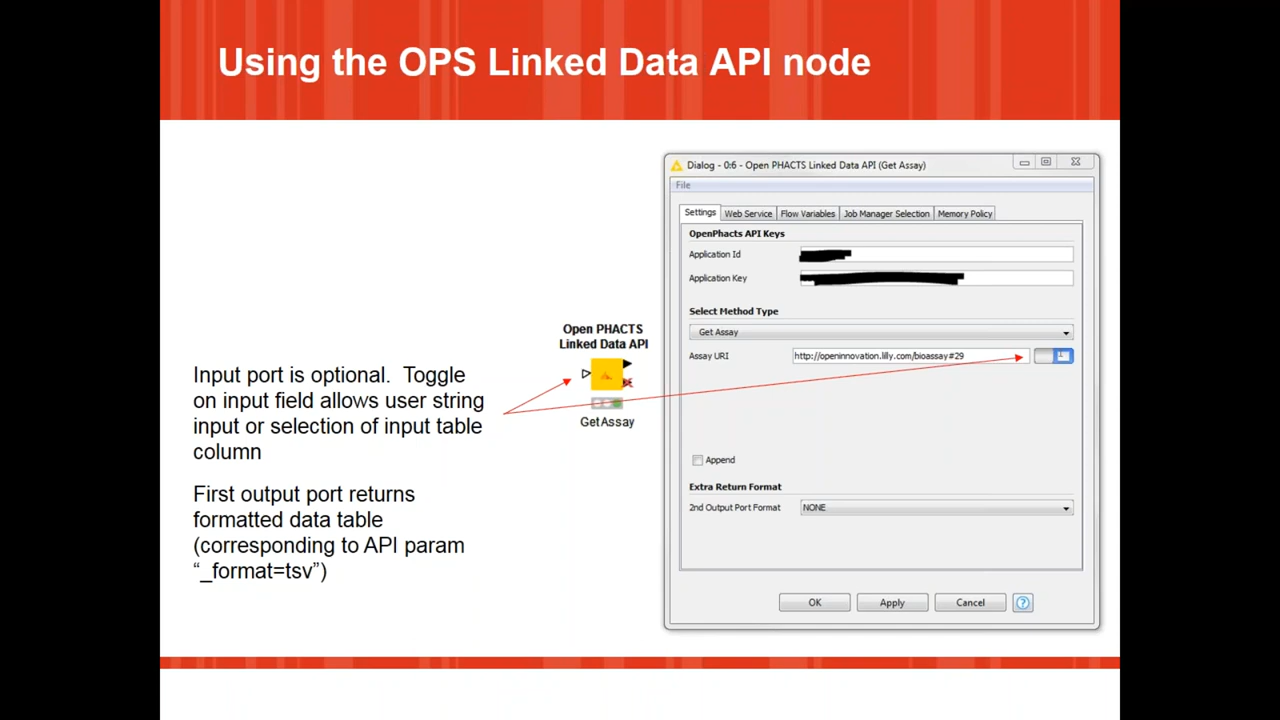 Using the OPS Linked Data API node
Dialog - 0:6 - Open PHACTS Linked Data API (Get Assay)
File
Settings Web Service Flow Variables Job Manager Selection Memory Policy
OpenPhacts API Keys
Application Id
Application Key
Select Method Type
Get Assay
Assay URI http://openinnovation.lilly.com/bioassay#29
Append
Extra Return Format
2nd Output Port Format NONE
OK Apply Cancel ?
Open PHACTS
Linked Data API
GetAssay
Input port is optional. Toggle
on input field allows user string
input or selection of input table
column
First output port returns
formatted data table
(corresponding to API param
“_format=tsv”)